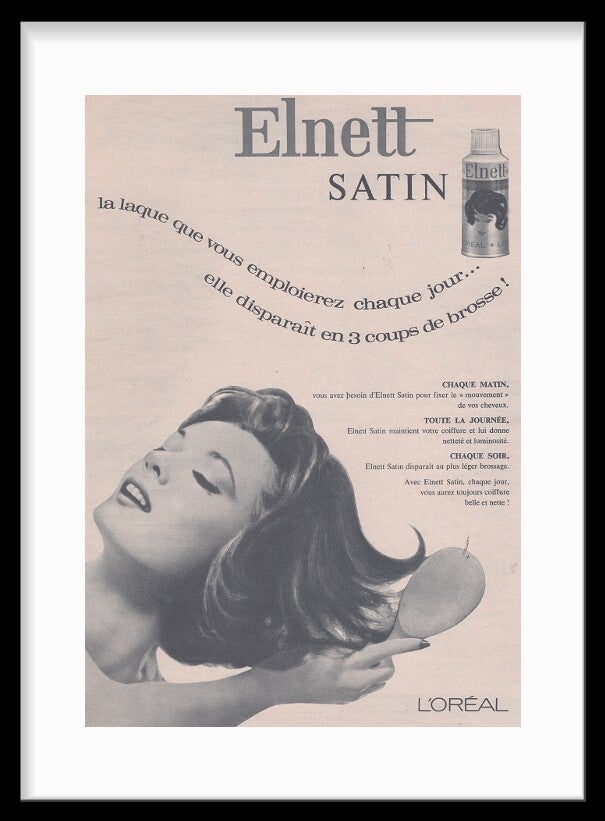 Elnett
SATIN
Elnett
la laque que vous emploierez chaque jour...
elle disparaît en 3 coups de brosse !
CHAQUE MATIN,
vous avez besoin d'Elnett Satin pour fixer le « mouvement »
de vos cheveux.
TOUTE LA JOURNÉE,
Elnett Satin maintient votre coiffure et lui donne
netteté et luminosité.
CHAQUE SOIR,
Elnett Satin disparaît au plus léger brossage.
Avec Elnett Satin, chaque jour,
vous aurez toujours coiffure
belle et nette !
L'ORÉAL